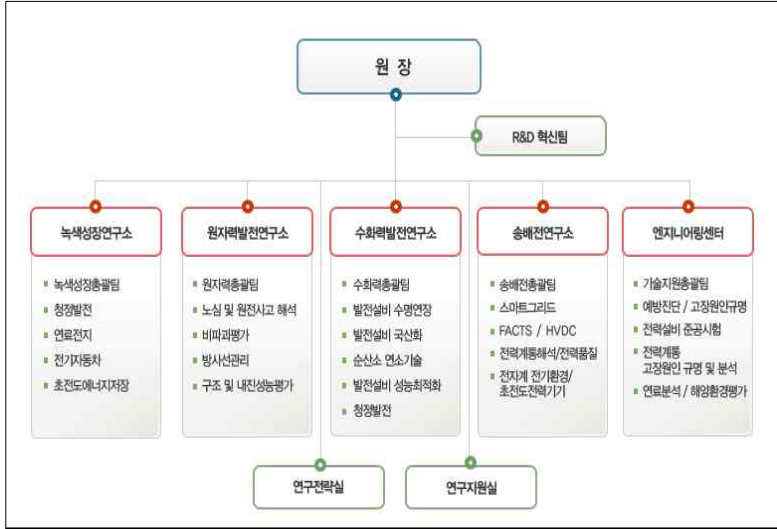 원 장
R&D 혁신팀
녹색성장연구소
녹색성장총괄팀
청정발전
연료전지
전기자동차
초전도에너지저장
원자력발전연구소
원자력총괄팀
노심 및 원전사고 해석
비파괴평가
방사선관리
구조 및 내진성능평가
수화력발전연구소
수화력총괄팀
발전설비 수명연장
발전설비 국산화
순산소 연소기술
발전설비 성능최적화
청정발전
송배전연구소
송배전총괄팀
스마트그리드
FACTS / HVDC
전력계통해석/전력품질
전자계 전기환경/
초전도전력기기
엔지니어링센터
기술지원총괄팀
예방진단 / 고장원인규명
전력설비 준공시험
전력계통
고장원인 규명 및 분석
연료분석 / 해양환경평가
연구전략실
연구지원실